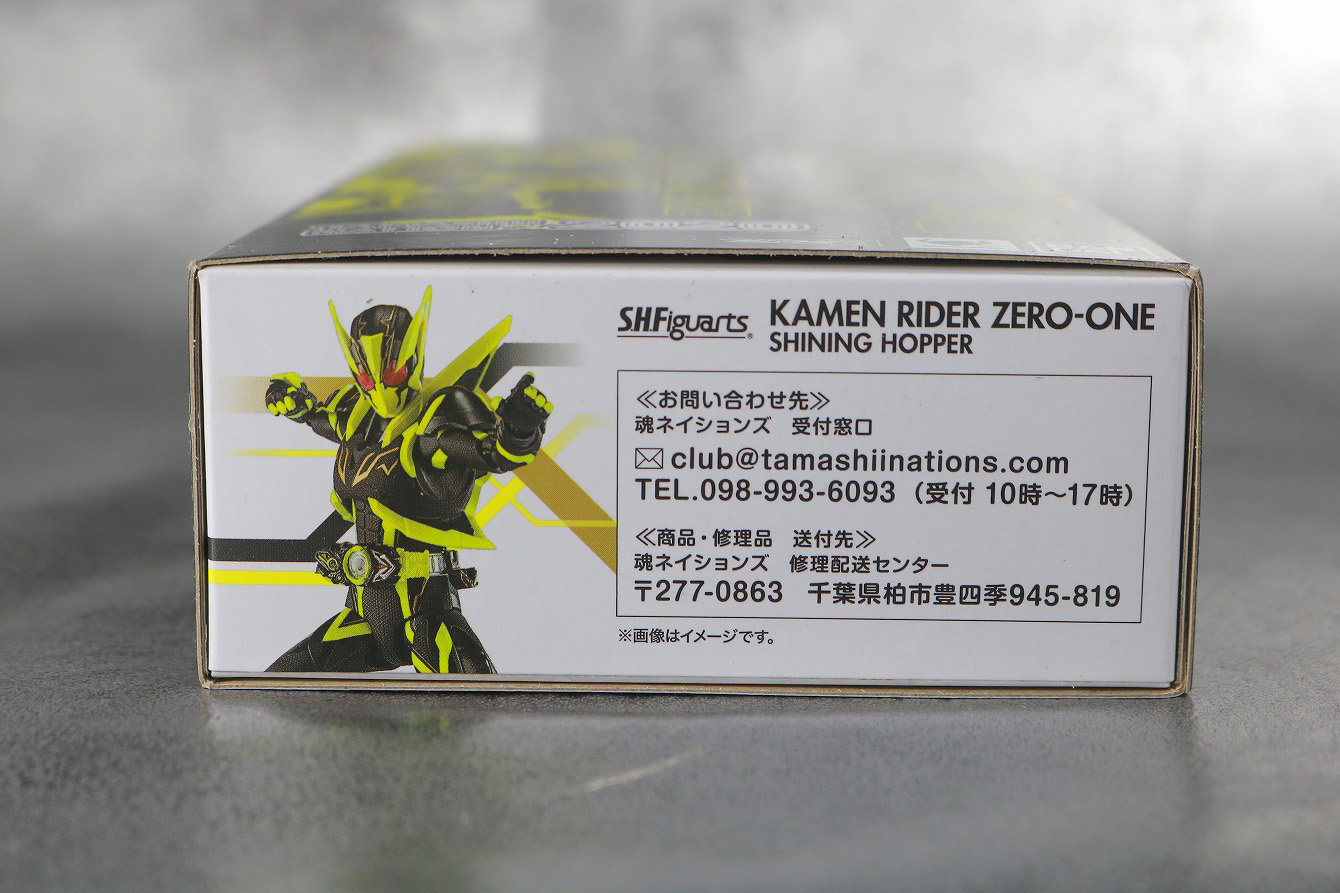 S.H.Figuarts
KAMEN RIDER ZERO-ONE
SHINING HOPPER
≪お問い合わせ先≫
魂ネイションズ　受付窓口
club@tamashiinations.com
TEL.098-993-6093（受付 10時～17時）
≪商品・修理品　送付先≫
魂ネイションズ　修理配送センター
〒277-0863　千葉県柏市豊四季945-819
※画像はイメージです。